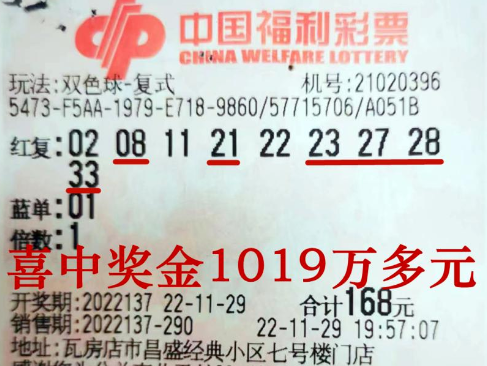 中国福利彩票
CHINA WELFARE LOTTERY
玩法:双色球-复式 机号:21020396
5473-F5AA-1979-E718-9860/57715706/A051B
红复:02 08 11 21 22 23 27 28
33
蓝单:01
倍数:1
喜中奖金1019万多元
开奖期:2022137 22-11-29 合计168元
销售期:2022137-290 22-11-29 19:57:07
地址:瓦房店市昌盛经典小区七号楼门店